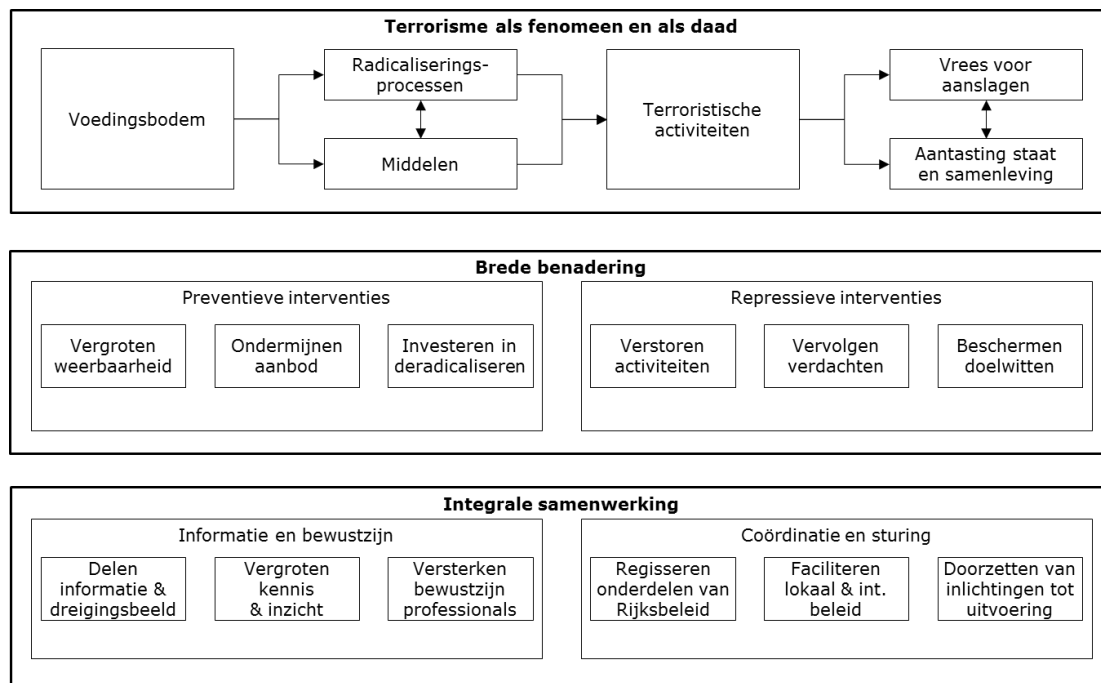 Terrorisme als fenomeen en als daad
Voedingsbodem
Radicaliserings-
processen
Middelen
Terroristische
activiteiten
Vrees voor
aanslagen
Aantasting staat
en samenleving
Brede benadering
Preventieve interventies
Vergroten
weerbaarheid
Ondermijnen
aanbod
Investeren in
deradicaliseren
Repressieve interventies
Verstoren
activiteiten
Vervolgen
verdachten
Beschermen
doelwitten
Integrale samenwerking
Informatie en bewustzijn
Delen
informatie &
dreigingsbeeld
Vergroten
kennis
& inzicht
Versterken
bewustzijn
professionals
Coördinatie en sturing
Regisseren
onderdelen van
Rijksbeleid
Faciliteren
lokaal & int.
beleid
Doorzetten van
inlichtingen tot
uitvoering